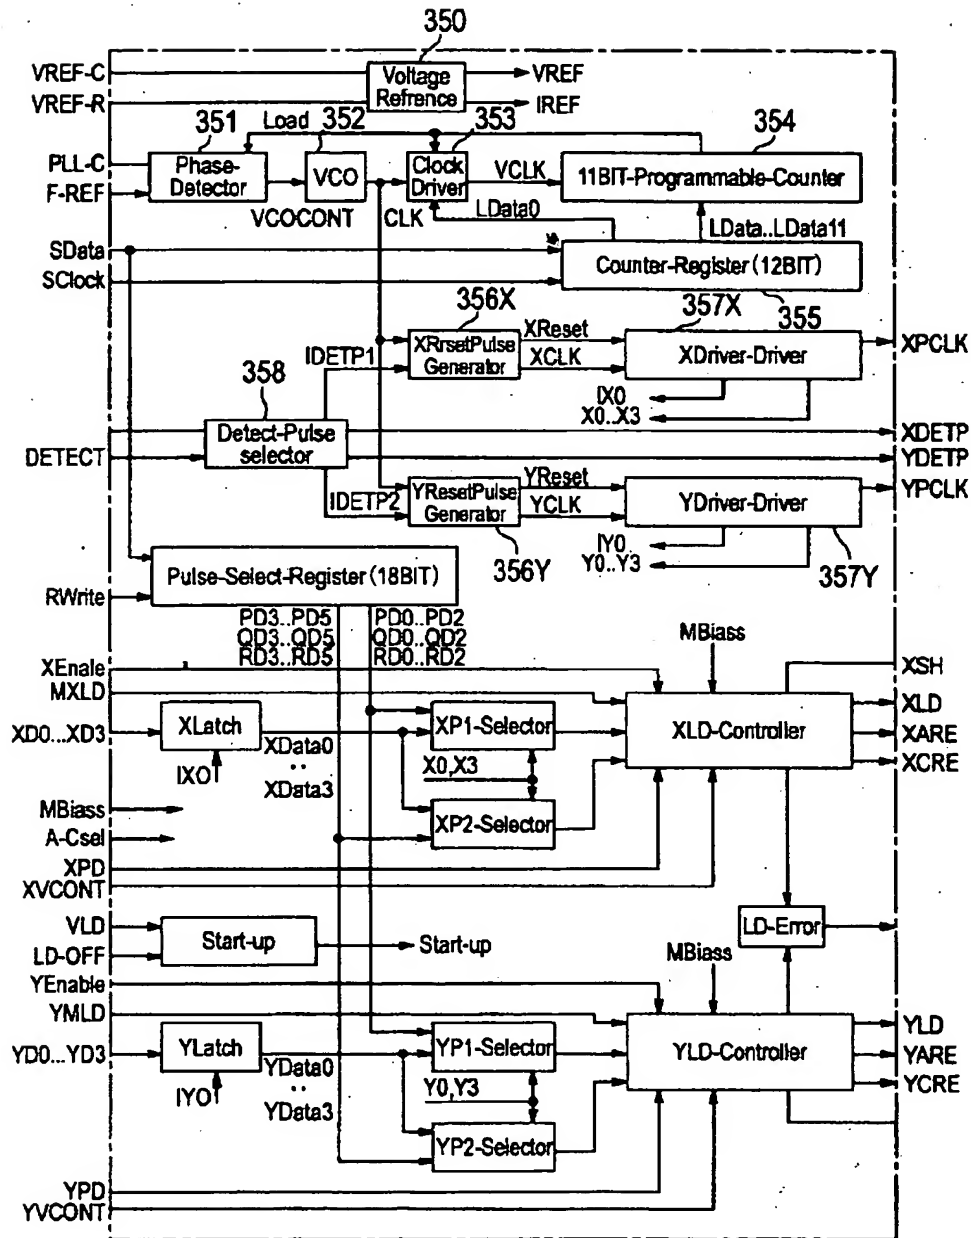 350
VREF-C
Voltage
Refrence
VREF
VREF-R
IREF
351
Load
352
353
354
PLL-C
Phase-
Detector
VCO
Clock
Driver
VCLK
11BIT-Programmable-Counter
F-REF
VCOCONT
CLK
LData0
LData..LData11
SData
Counter-Register(12BIT)
SClock
355
356X
357X
IDETP1
XRrsetPulse
Generator
XReset
XCLK
XDriver-Driver
XPCLK
358
IX0
X0..X3
Detect-Pulse
selector
XDETP
DETECT
YDETP
IDETP2
YResetPulse
Generator
YReset
YCLK
YDriver-Driver
YPCLK
356Y
IY0
Y0..Y3
357Y
Pulse-Select-Register(18BIT)
RWrite
PD3..PD5
PD0..PD2
QD3..QD5
QD0..QD2
RD3..RD5
RD0..RD2
MBiass
XEnale
XSH
MXLD
XLD
XD0...XD3
XLatch
XData0
..
XData3
XP1-Selector
XLD-Controller
XARE
IXO
X0,X3
XCRE
MBiass
XP2-Selector
A-Csel
XPD
XVCONT
VLD
Start-up
Start-up
LD-Error
LD-OFF
MBiass
YEnable
YMLD
YLD
YD0...YD3
YLatch
YData0
..
YData3
YP1-Selector
YLD-Controller
YARE
IYO
Y0,Y3
YCRE
YP2-Selector
YPD
YVCONT